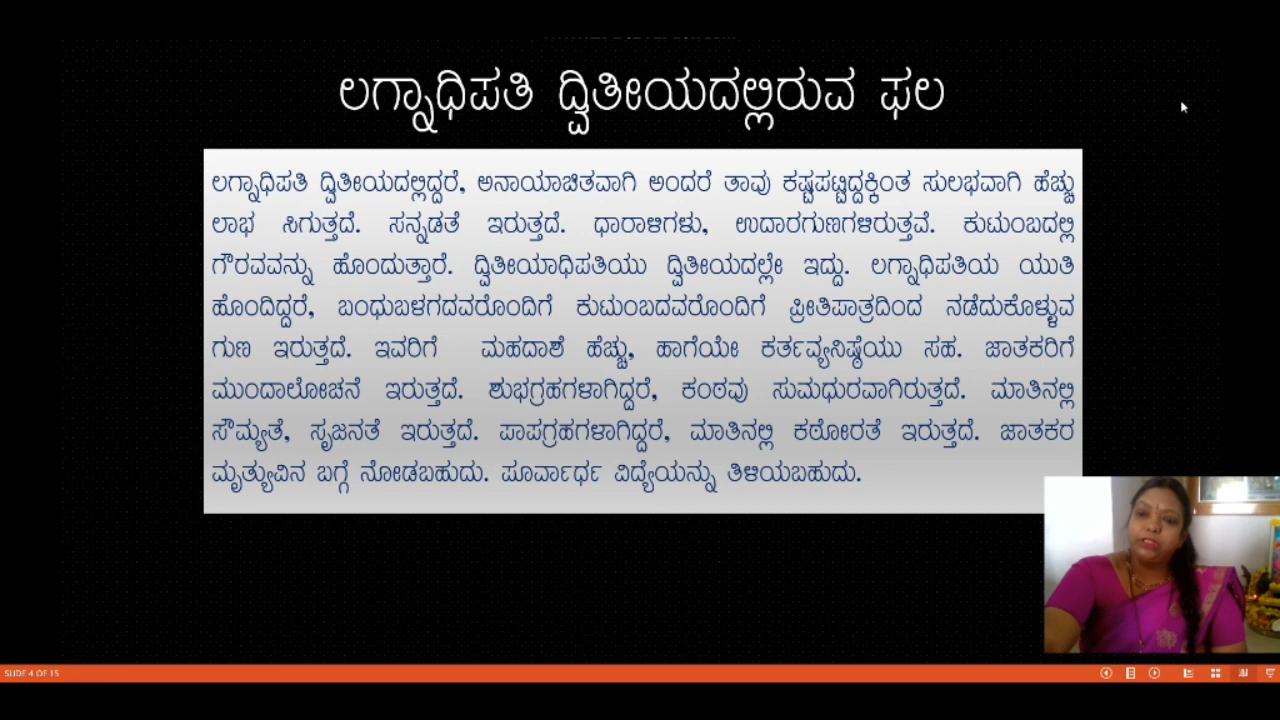 ಲಗ್ನಾಧಿಪತಿ ದ್ವಿತೀಯದಲ್ಲಿರುವ ಫಲ
ಲಗ್ನಾಧಿಪತಿ ದ್ವಿತೀಯದಲ್ಲಿದ್ದರೆ, ಅನಾಯಾಚಿತವಾಗಿ ಅಂದರೆ ತಾವು ಕಷ್ಟಪಟ್ಟಿದ್ದಕ್ಕಿಂತ ಸುಲಭವಾಗಿ ಹೆಚ್ಚು
ಲಾಭ ಸಿಗುತ್ತದೆ. ಸನ್ನಡತೆ ಇರುತ್ತದೆ. ಧಾರಾಳಿಗಳು, ಉದಾರಗುಣಗಳಿರುತ್ತವೆ. ಕುಟುಂಬದಲ್ಲಿ
ಗೌರವವನ್ನು ಹೊಂದುತ್ತಾರೆ. ದ್ವಿತೀಯಾಧಿಪತಿಯು ದ್ವಿತೀಯದಲ್ಲೇ ಇದ್ದು. ಲಗ್ನಾಧಿಪತಿಯ ಯುತಿ
ಹೊಂದಿದ್ದರೆ, ಬಂಧುಬಳಗದವರೊಂದಿಗೆ ಕುಟುಂಬದವರೊಂದಿಗೆ ಪ್ರೀತಿಪಾತ್ರದಿಂದ ನಡೆದುಕೊಳ್ಳುವ
ಗುಣ ಇರುತ್ತದೆ. ಇವರಿಗೆ ಮಹದಾಶೆ ಹೆಚ್ಚು, ಹಾಗೆಯೇ ಕರ್ತವ್ಯನಿಷ್ಠೆಯು ಸಹ. ಜಾತಕರಿಗೆ
ಮುಂದಾಲೋಚನೆ ಇರುತ್ತದೆ. ಶುಭಗ್ರಹಗಳಾಗಿದ್ದರೆ, ಕಂಠವು ಸುಮಧುರವಾಗಿರುತ್ತದೆ. ಮಾತಿನಲ್ಲಿ
ಸೌಮ್ಯತೆ, ಸೃಜನತೆ ಇರುತ್ತದೆ. ಪಾಪಗ್ರಹಗಳಾಗಿದ್ದರೆ, ಮಾತಿನಲ್ಲಿ ಕಠೋರತೆ ಇರುತ್ತದೆ. ಜಾತಕರ
ಮೃತ್ಯುವಿನ ಬಗ್ಗೆ ನೋಡಬಹುದು. ಪೂರ್ವಾರ್ಧ ವಿದ್ಯೆಯನ್ನು ತಿಳಿಯಬಹುದು.
SLIDE 4 OF 15